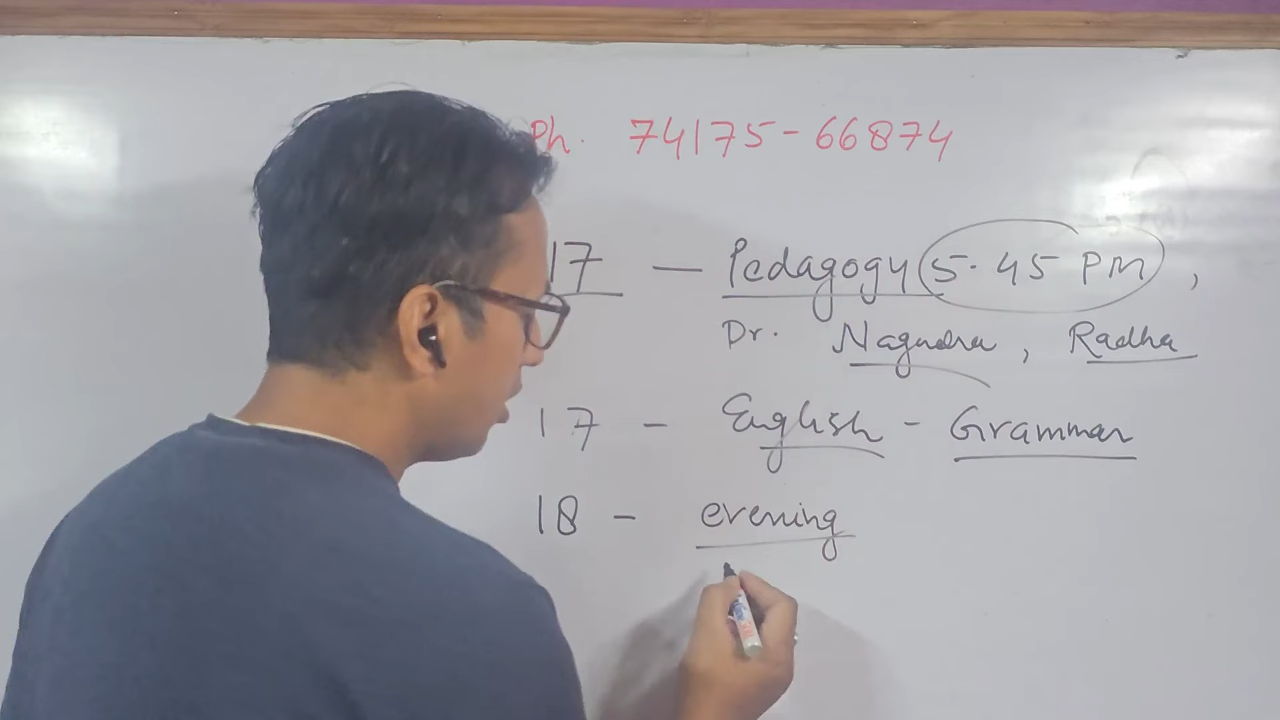 Ph. 74175-66874
17 — Pedagogy 5.45 PM,
Dr. Nagendra, Radha
17 - English - Grammar
18 - evening